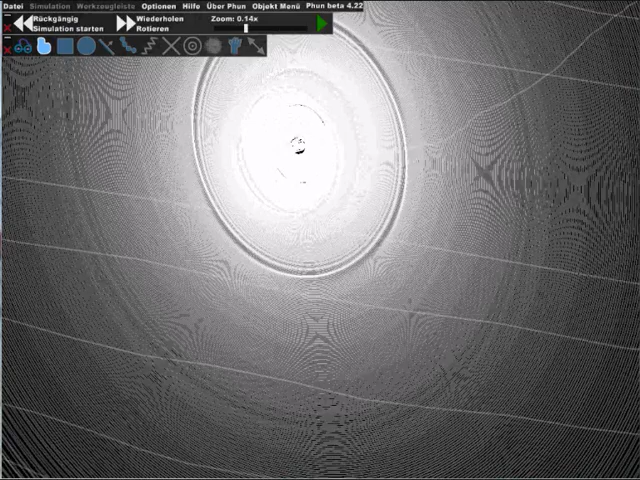 Datei Simulation Werkzeugleiste Optionen Hilfe Über Phun Objekt Menü Phun beta 4.22
Rückgängig Wiederholen Zoom: 0.14x
Simulation starten Rotieren